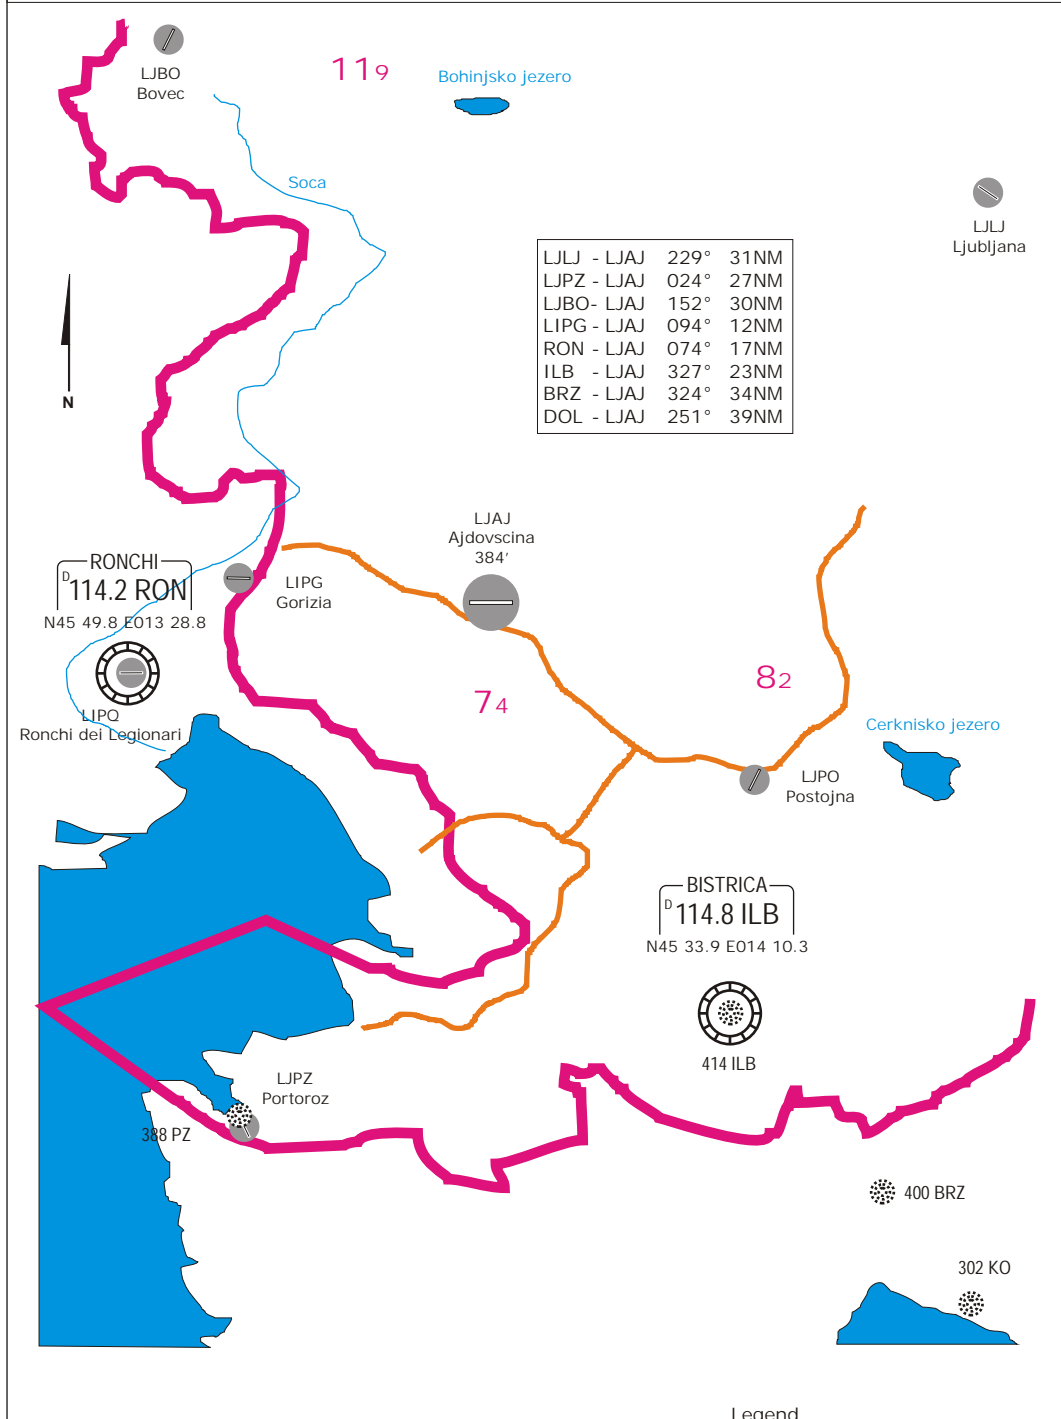 LJBO
Bovec
119
Bohinjsko jezero
Soca
LJLJ
Ljubljana
LJLJ - LJAJ 229° 31NM
LJPZ - LJAJ 024° 27NM
LJBO- LJAJ 152° 30NM
LIPG - LJAJ 094° 12NM
RON - LJAJ 074° 17NM
ILB - LJAJ 327° 23NM
BRZ - LJAJ 324° 34NM
DOL - LJAJ 251° 39NM
N
LJAJ
Ajdovscina
384′
RONCHI
D 114.2 RON
N45 49.8 E013 28.8
LIPG
Gorizia
LIPQ
Ronchi dei Legionari
74
82
Cerknisko jezero
LJPO
Postojna
BISTRICA
D 114.8 ILB
N45 33.9 E014 10.3
414 ILB
LJPZ
Portoroz
388 PZ
400 BRZ
302 KO
Legend